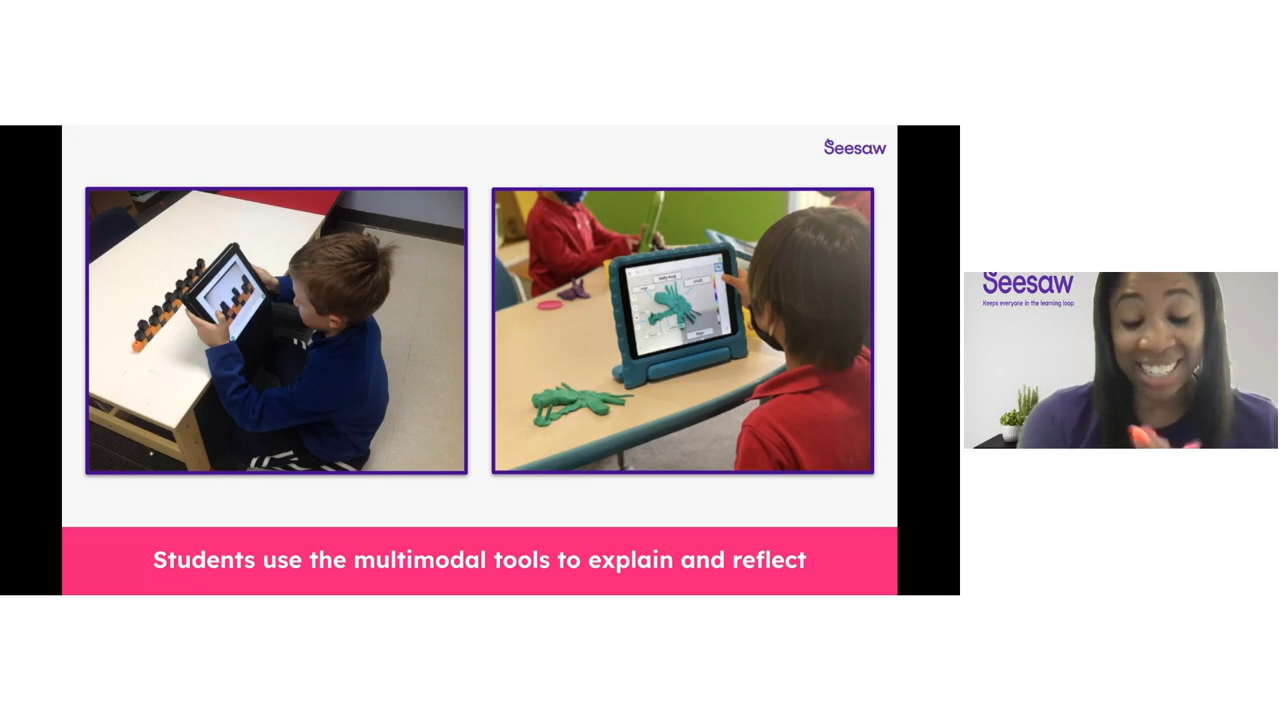 Seesaw
Students use the multimodal tools to explain and reflect
Seesaw
Keeps everyone in the learning loop